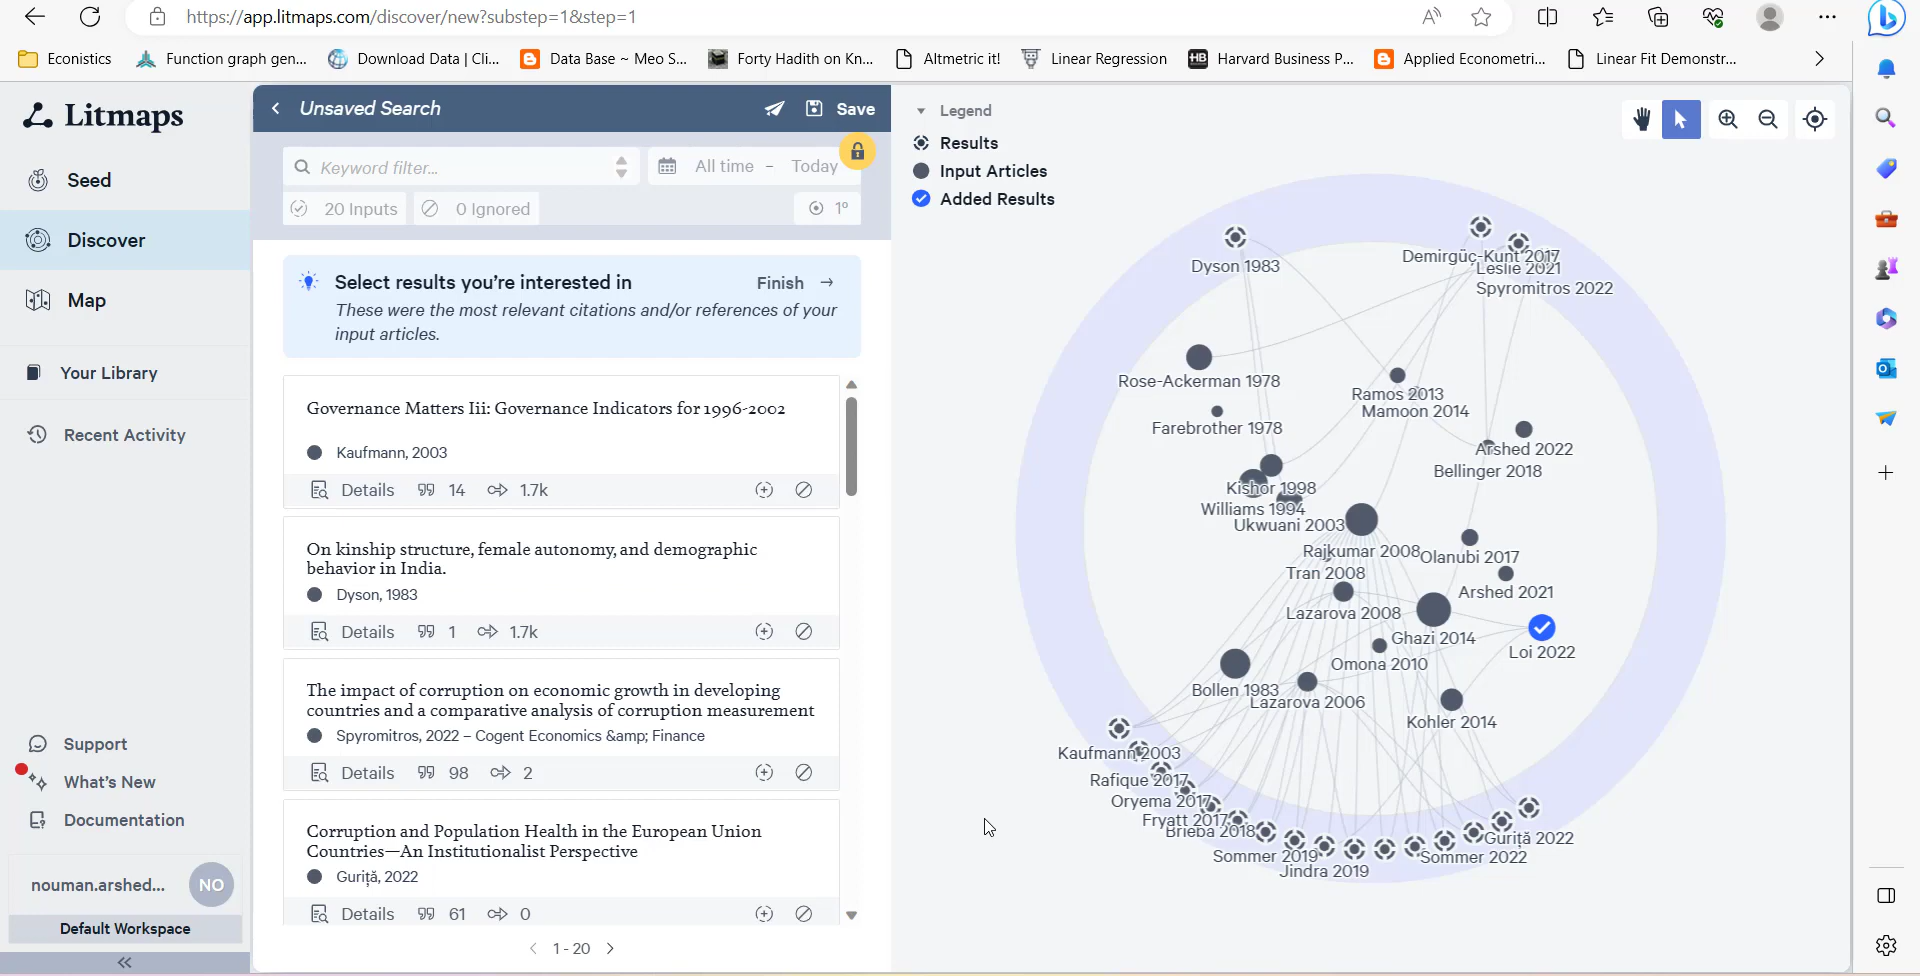 https://app.litmaps.com/discover/new?substep=1&step=1
Econistics
Function graph gen...
Download Data | Cli...
Data Base ~ Meo S...
Forty Hadith on Kn...
Altmetric it!
Linear Regression
Harvard Business P...
Applied Econometri...
Linear Fit Demonstr...
Litmaps
Seed
Discover
Map
Your Library
Recent Activity
Support
What's New
Documentation
nouman.arshed...
NO
Default Workspace
Unsaved Search
Save
Keyword filter...
All time – Today
20 Inputs
0 Ignored
1°
Select results you're interested in
Finish →
These were the most relevant citations and/or references of your
input articles.
Governance Matters Iii: Governance Indicators for 1996-2002
Kaufmann, 2003
Details 14 1.7k
On kinship structure, female autonomy, and demographic
behavior in India.
Dyson, 1983
Details 1 1.7k
The impact of corruption on economic growth in developing
countries and a comparative analysis of corruption measurement
Spyromitros, 2022 – Cogent Economics &amp; Finance
Details 98 2
Corruption and Population Health in the European Union
Countries—An Institutionalist Perspective
Guriță, 2022
Details 61 0
1 - 20
Legend
Results
Input Articles
Added Results
Dyson 1983
Demirgüç-Kunt 2017
Leslie 2021
Spyromitros 2022
Rose-Ackerman 1978
Ramos 2013
Mamoon 2014
Farebrother 1978
Arshed 2022
Bellinger 2018
Kishor 1998
Williams 1994
Ukwuani 2003
Rajkumar 2008
Olanubi 2017
Tran 2008
Arshed 2021
Lazarova 2008
Ghazi 2014
Loi 2022
Omona 2010
Bollen 1983
Lazarova 2006
Kohler 2014
Kaufmann 2003
Rafique 2017
Oryema 2017
Fryatt 2017
Brieba 2018
Guriță 2022
Sommer 2019
Sommer 2022
Jindra 2019